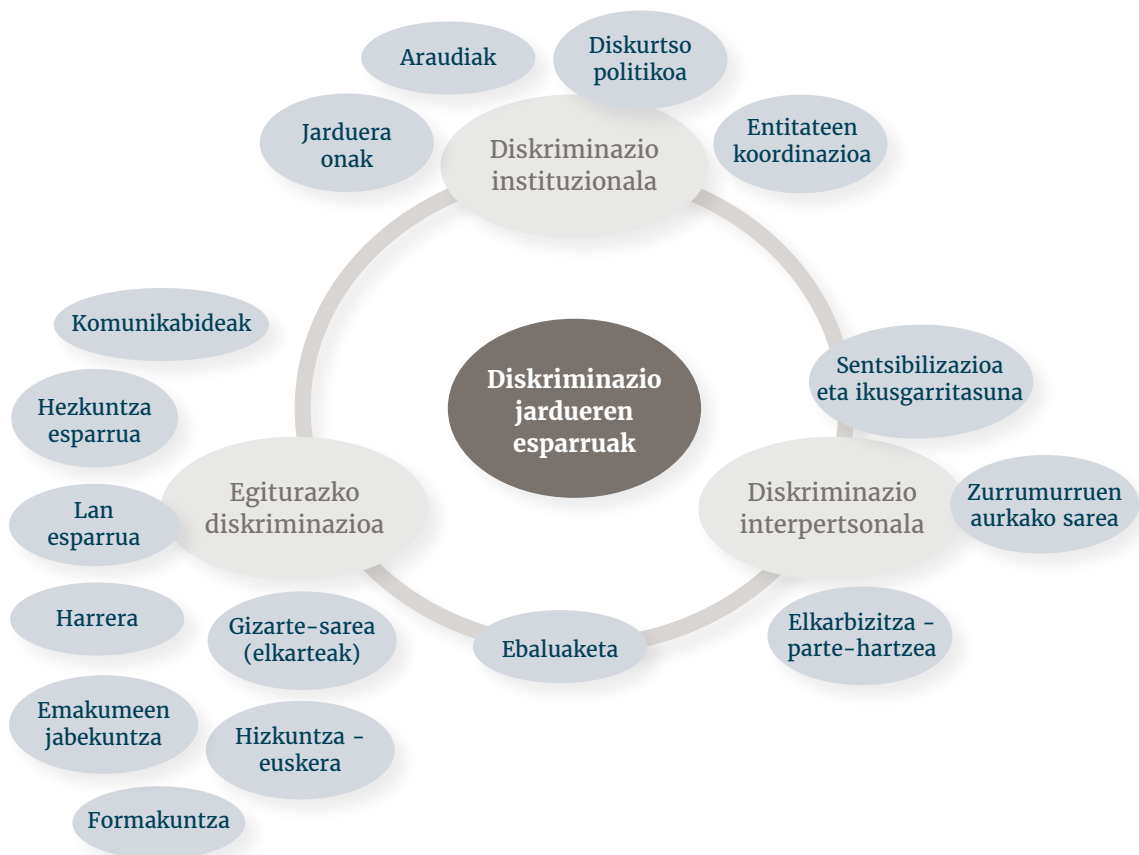 Araudiak
Diskurtso
politikoa
Jarduera
onak
Diskriminazio
instituzionala
Entitateen
koordinazioa
Komunikabideak
Diskriminazio
jardueren
esparruak
Sentsibilizazioa
eta ikusgarritasuna
Hezkuntza
esparrua
Egiturazko
diskriminazioa
Diskriminazio
interpertsonala
Zurrumurruen
aurkako sarea
Lan
esparrua
Harrera
Gizarte-sarea
(elkarteak)
Ebaluaketa
Elkarbizitza -
parte-hartzea
Emakumeen
jabekuntza
Hizkuntza -
euskera
Formakuntza